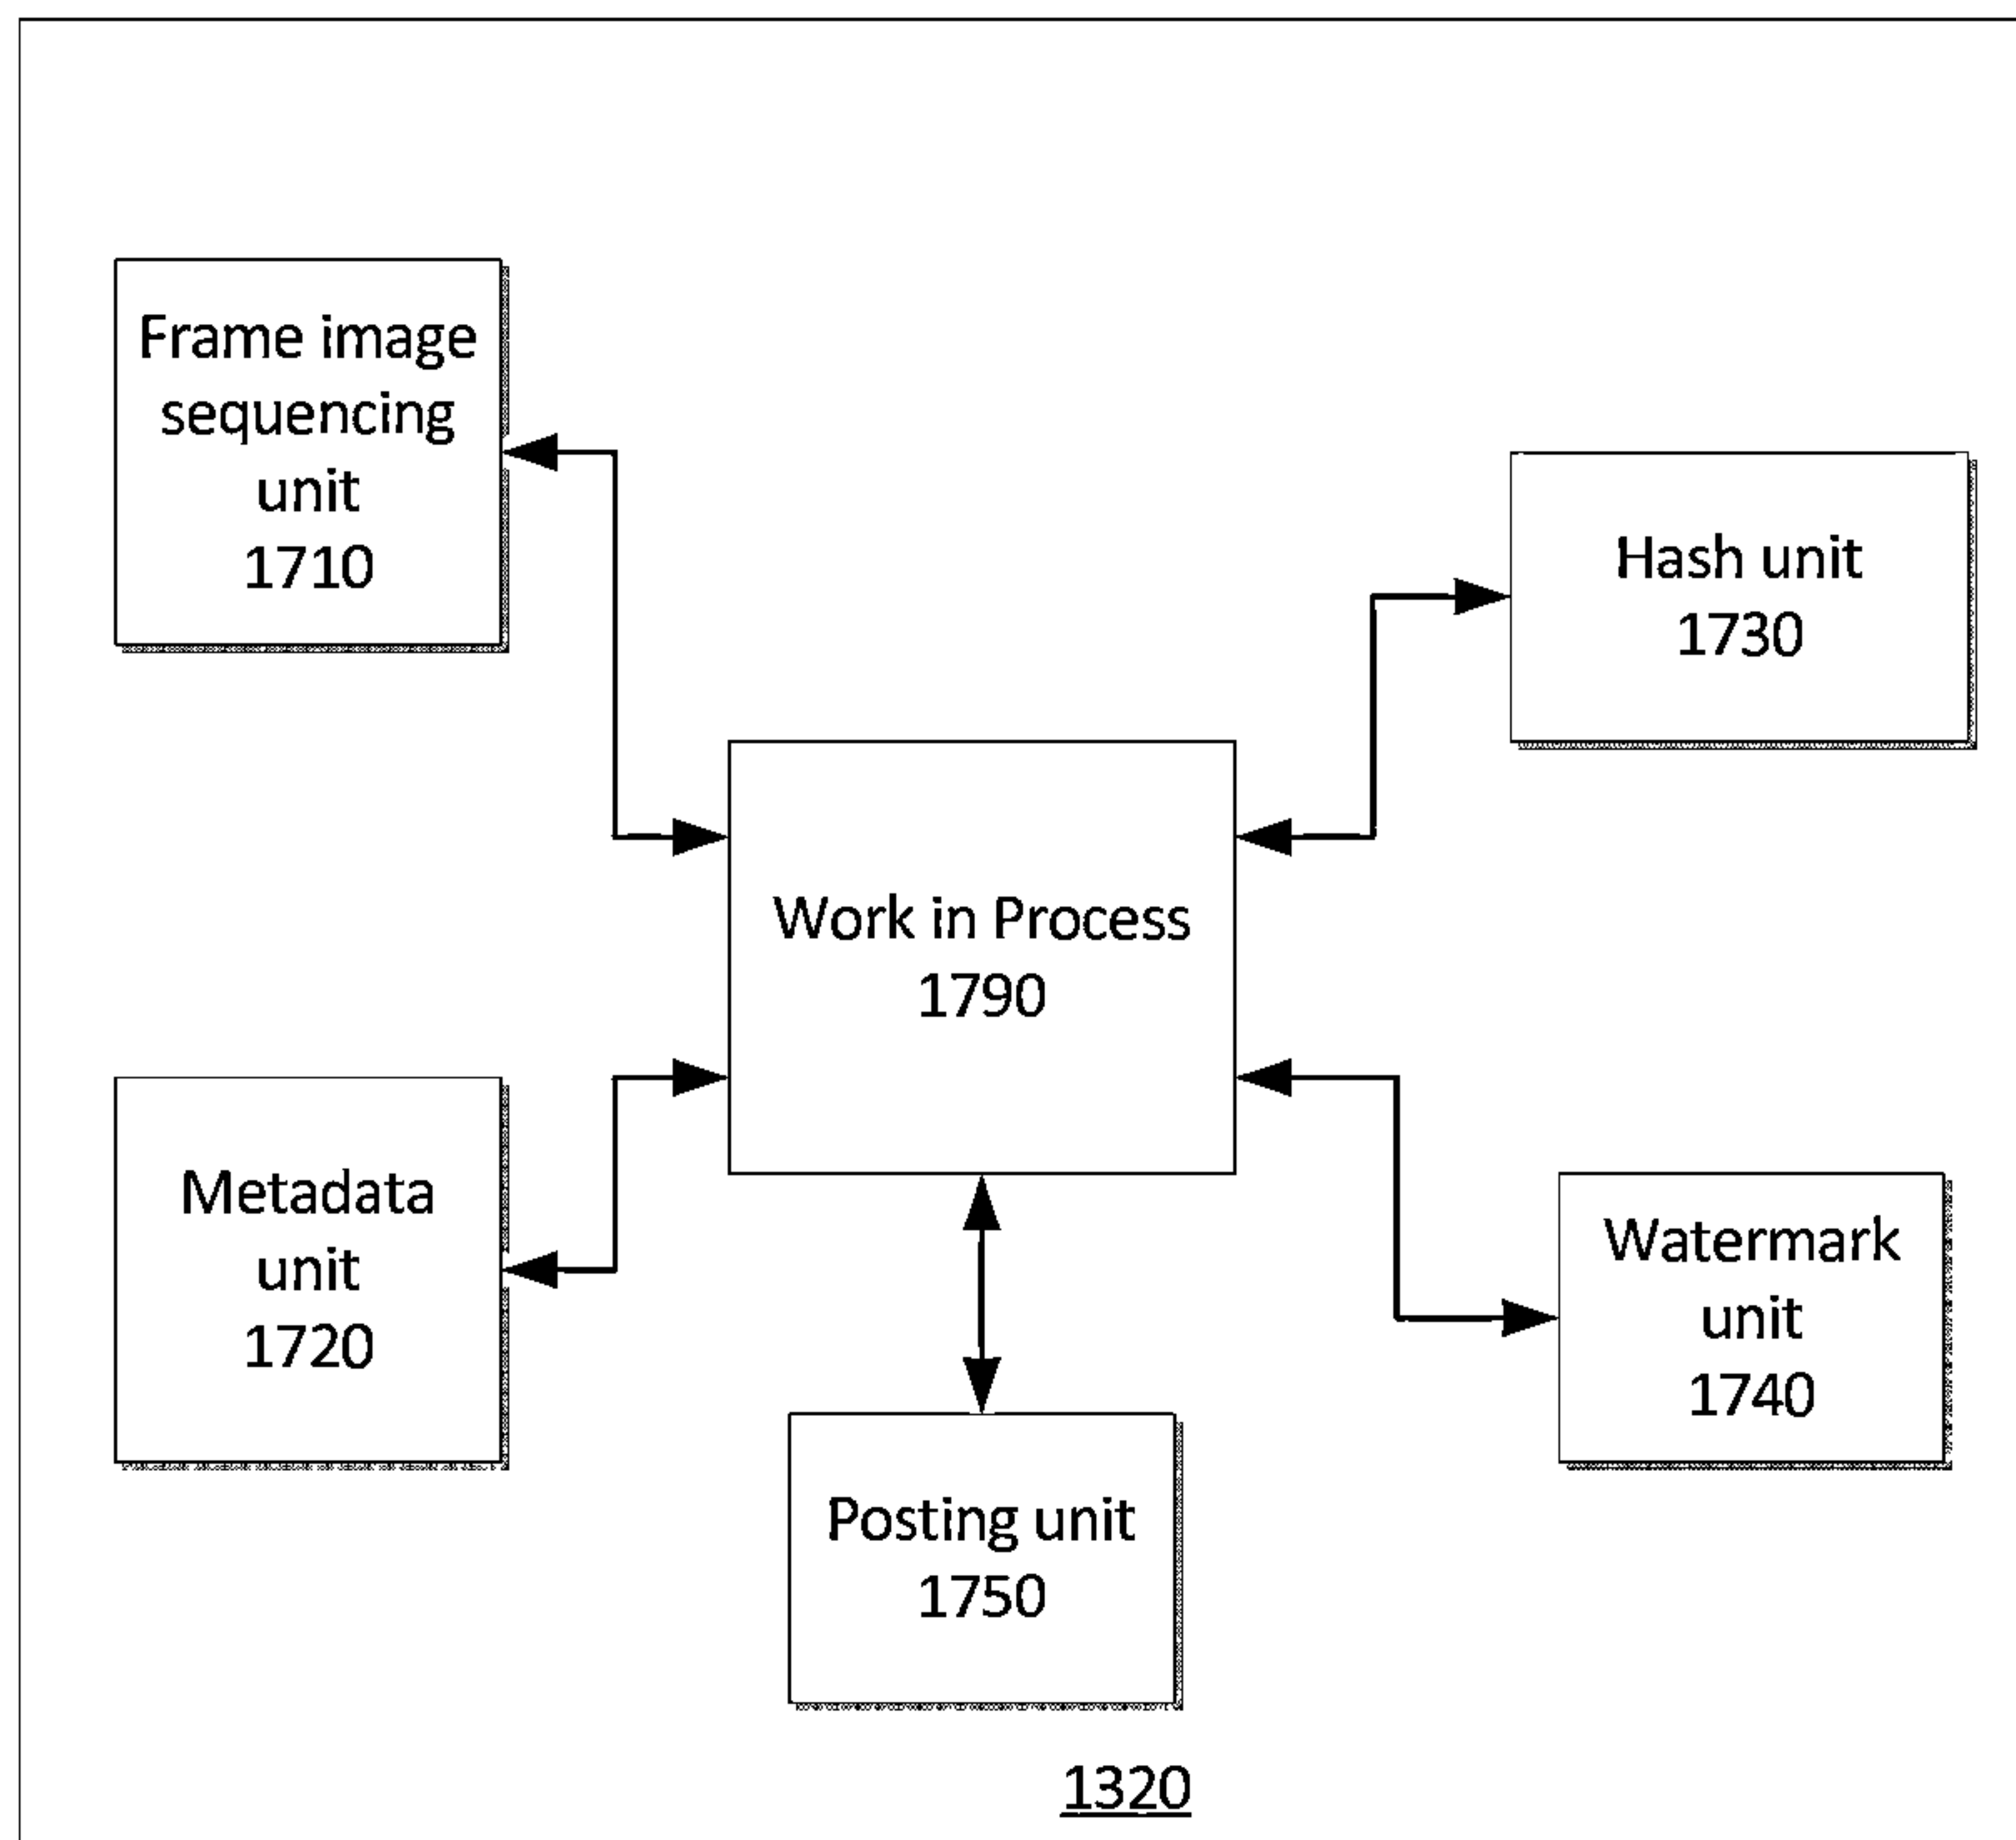 Frame image
sequencing
unit
1710
Hash unit
1730
Work in Process
1790
Metadata
unit
1720
Watermark
unit
1740
Posting unit
1750
1320